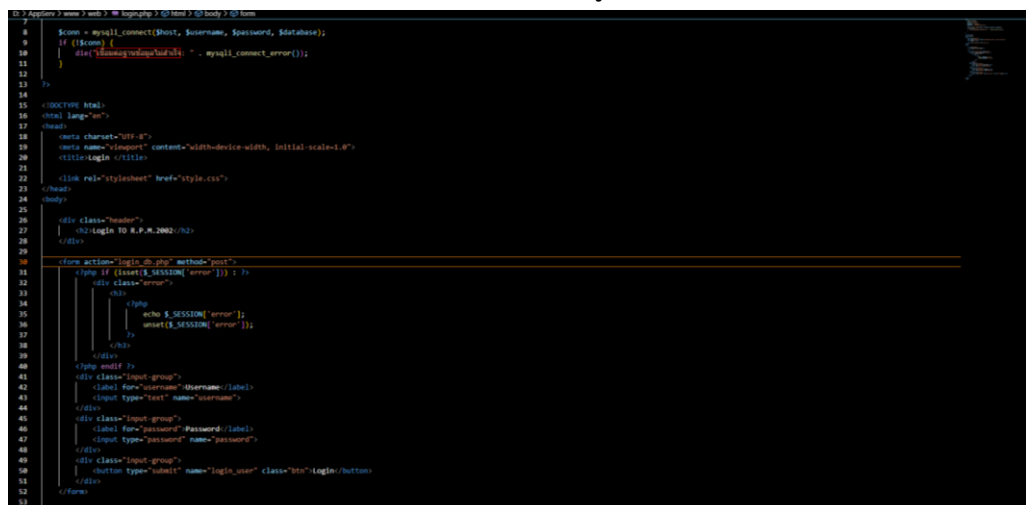 D: > AppServ > www > web > login.php > html > body > form
7
8 $conn = mysqli_connect($host, $username, $password, $database);
9 if (!$conn) {
10 die("เชื่อมต่อฐานข้อมูลไม่สำเร็จ: " . mysqli_connect_error());
11 }
12
13 ?>
14
15 <!DOCTYPE html>
16 <html lang="en">
17 <head>
18 <meta charset="UTF-8">
19 <meta name="viewport" content="width=device-width, initial-scale=1.0">
20 <title>Login </title>
21
22 <link rel="stylesheet" href="style.css">
23 </head>
24 <body>
25
26 <div class="header">
27 <h2>Login TO R.P.M.2002</h2>
28 </div>
29
30 <form action="login_db.php" method="post">
31 <?php if (isset($_SESSION['error'])) : ?>
32 <div class="error">
33 <h3>
34 <?php
35 echo $_SESSION['error'];
36 unset($_SESSION['error']);
37 ?>
38 </h3>
39 </div>
40 <?php endif ?>
41 <div class="input-group">
42 <label for="username">Username</label>
43 <input type="text" name="username">
44 </div>
45 <div class="input-group">
46 <label for="password">Password</label>
47 <input type="password" name="password">
48 </div>
49 <div class="input-group">
50 <button type="submit" name="login_user" class="btn">Login</button>
51 </div>
52 </form>
53